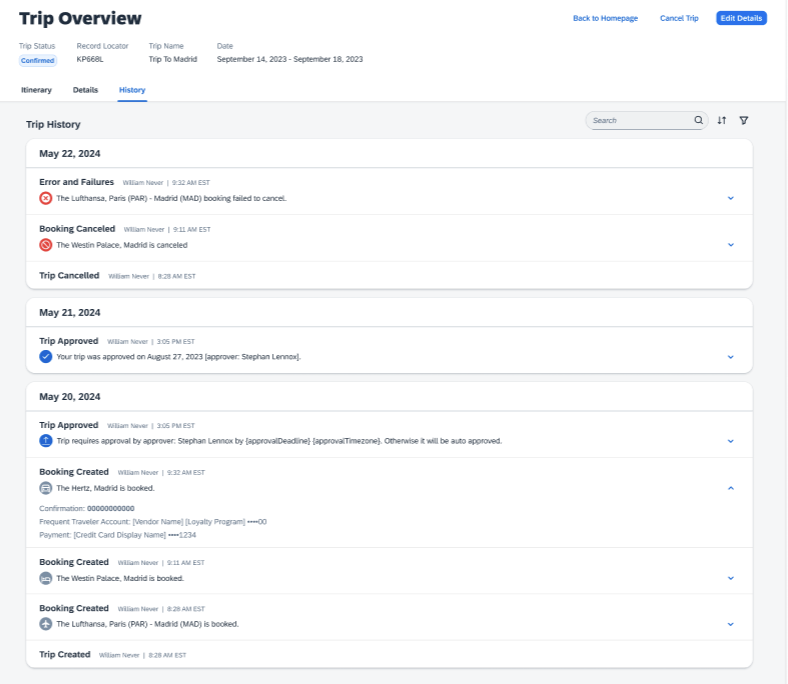 Trip Overview
Back to Homepage
Cancel Trip
Edit Details
Trip Status
Record Locator
Trip Name
Date
Confirmed
KP668L
Trip To Madrid
September 14, 2023 - September 18, 2023
Itinerary
Details
History
Trip History
Search
May 22, 2024
Error and Failures William Never | 9:32 AM EST
The Lufthansa, Paris (PAR) - Madrid (MAD) booking failed to cancel.
Booking Canceled William Never | 9:11 AM EST
The Westin Palace, Madrid is canceled
Trip Cancelled William Never | 8:28 AM EST
May 21, 2024
Trip Approved William Never | 3:05 PM EST
Your trip was approved on August 27, 2023 [approver: Stephan Lennox].
May 20, 2024
Trip Approved William Never | 3:05 PM EST
Trip requires approval by approver: Stephan Lennox by {approvalDeadline} {approvalTimezone}. Otherwise it will be auto approved.
Booking Created William Never | 9:32 AM EST
The Hertz, Madrid is booked.
Confirmation: 00000000000
Frequent Traveler Account: [Vendor Name] [Loyalty Program] ••••00
Payment: [Credit Card Display Name] ••••1234
Booking Created William Never | 9:11 AM EST
The Westin Palace, Madrid is booked.
Booking Created William Never | 8:28 AM EST
The Lufthansa, Paris (PAR) - Madrid (MAD) is booked.
Trip Created William Never | 8:28 AM EST